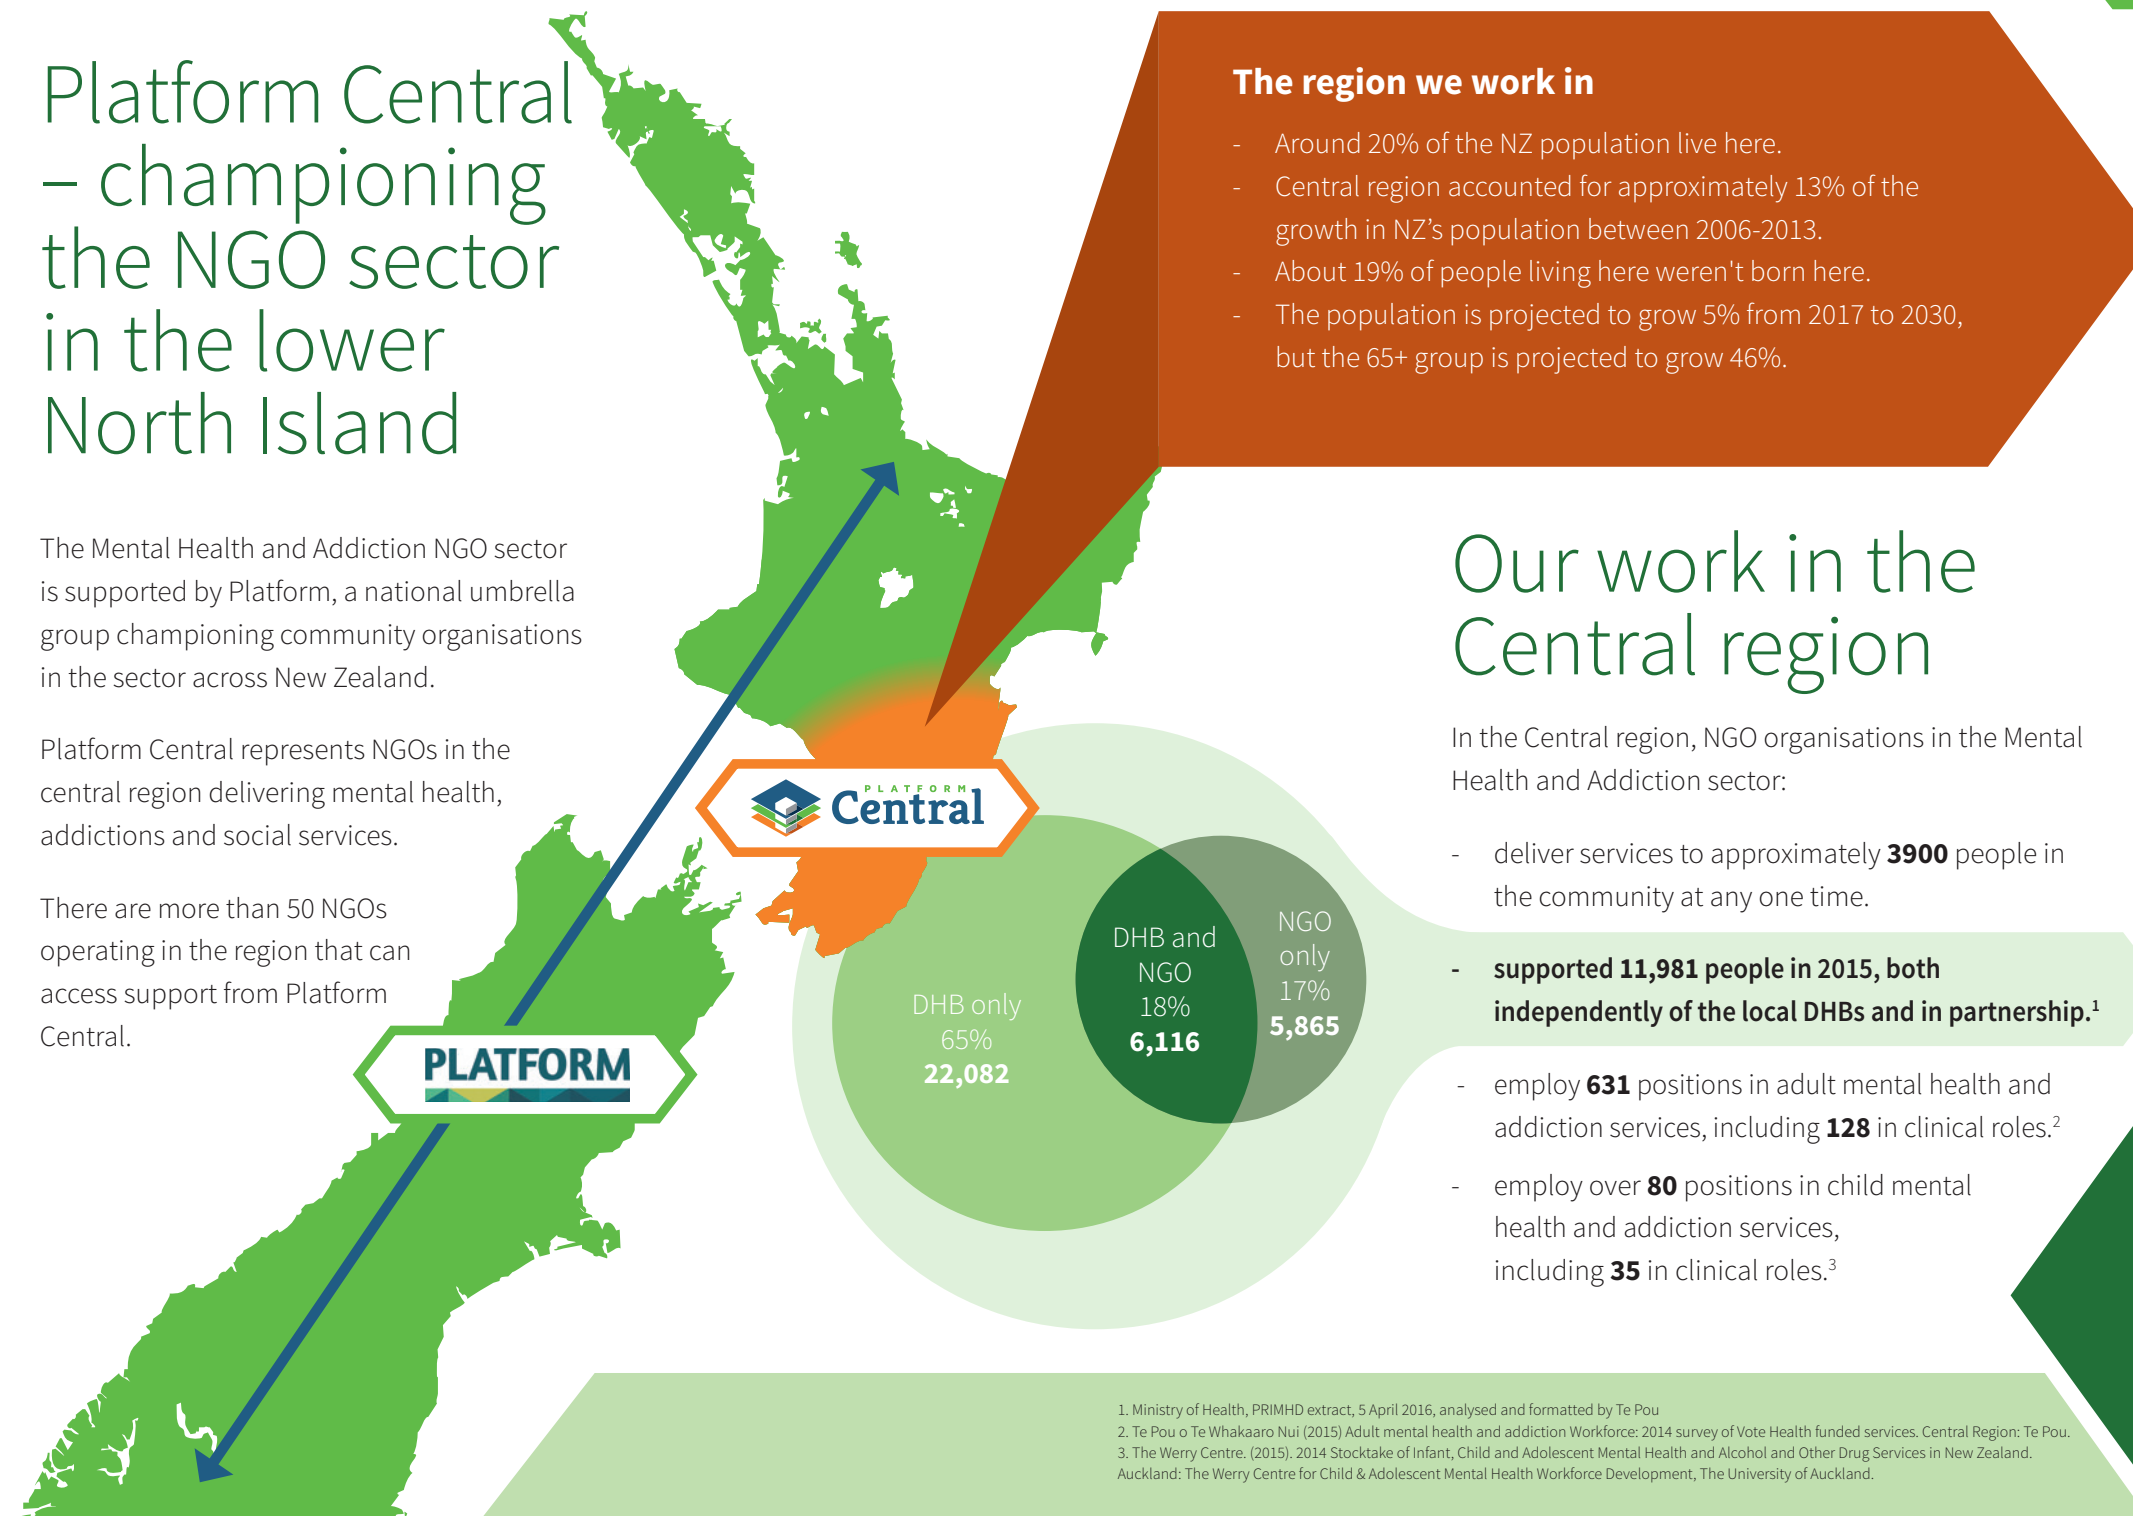 Platform Central
– championing
the NGO sector
in the lower
North Island
The Mental Health and Addiction NGO sector
is supported by Platform, a national umbrella
group championing community organisations
in the sector across New Zealand.
Platform Central represents NGOs in the
central region delivering mental health,
addictions and social services.
There are more than 50 NGOs
operating in the region that can
access support from Platform
Central.
PLATFORM
PLATFORM
Central
The region we work in
- Around 20% of the NZ population live here.
- Central region accounted for approximately 13% of the
growth in NZ’s population between 2006-2013.
- About 19% of people living here weren't born here.
- The population is projected to grow 5% from 2017 to 2030,
but the 65+ group is projected to grow 46%.
DHB only
65%
22,082
DHB and
NGO
18%
6,116
NGO
only
17%
5,865
Our work in the
Central region
In the Central region, NGO organisations in the Mental
Health and Addiction sector:
- deliver services to approximately 3900 people in
the community at any one time.
- supported 11,981 people in 2015, both
independently of the local DHBs and in partnership.1
- employ 631 positions in adult mental health and
addiction services, including 128 in clinical roles.2
- employ over 80 positions in child mental
health and addiction services,
including 35 in clinical roles.3
1. Ministry of Health, PRIMHD extract, 5 April 2016, analysed and formatted by Te Pou
2. Te Pou o Te Whakaaro Nui (2015) Adult mental health and addiction Workforce: 2014 survey of Vote Health funded services. Central Region: Te Pou.
3. The Werry Centre. (2015). 2014 Stocktake of Infant, Child and Adolescent Mental Health and Alcohol and Other Drug Services in New Zealand.
Auckland: The Werry Centre for Child & Adolescent Mental Health Workforce Development, The University of Auckland.